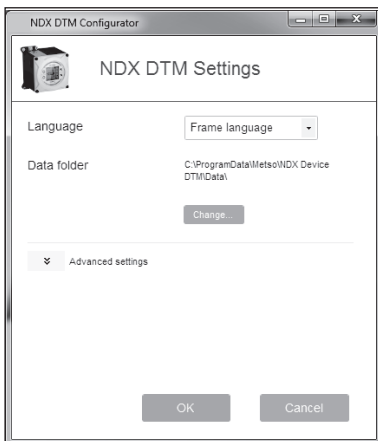 NDX DTM Configurator
NDX DTM Settings
Language
Frame language
Data folder
C:\ProgramData\Metso\NDX Device
DTM\Data\
Change...
Advanced settings
OK
Cancel